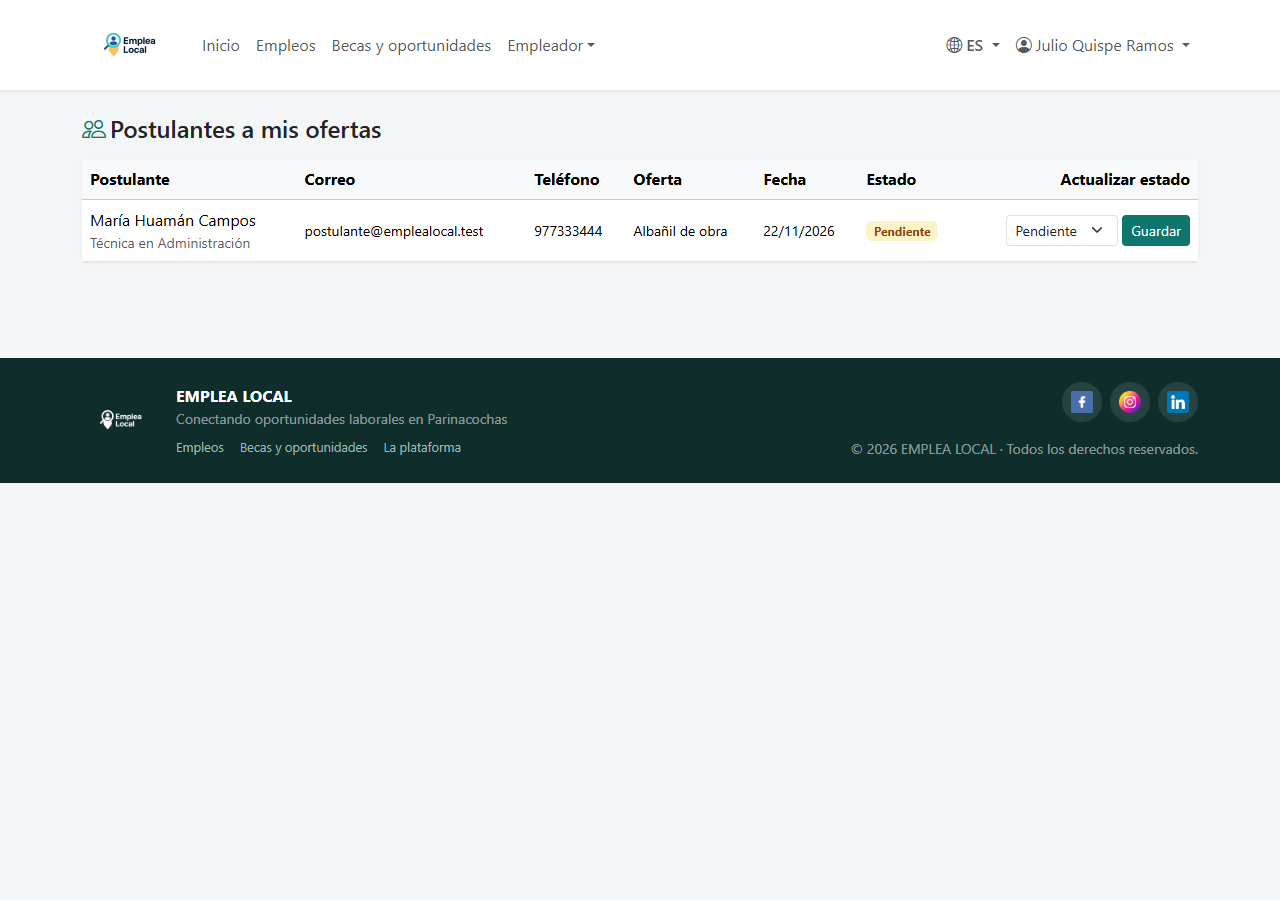 Emplea Local
Inicio Empleos Becas y oportunidades Empleador ES Julio Quispe Ramos
Postulantes a mis ofertas
Postulante Correo Teléfono Oferta Fecha Estado Actualizar estado
María Huamán Campos
Técnica en Administración
postulante@emplealocal.test 977333444 Albañil de obra 22/11/2026 Pendiente Pendiente Guardar
Emplea Local
EMPLEA LOCAL
Conectando oportunidades laborales en Parinacochas
Empleos Becas y oportunidades La plataforma
© 2026 EMPLEA LOCAL · Todos los derechos reservados.